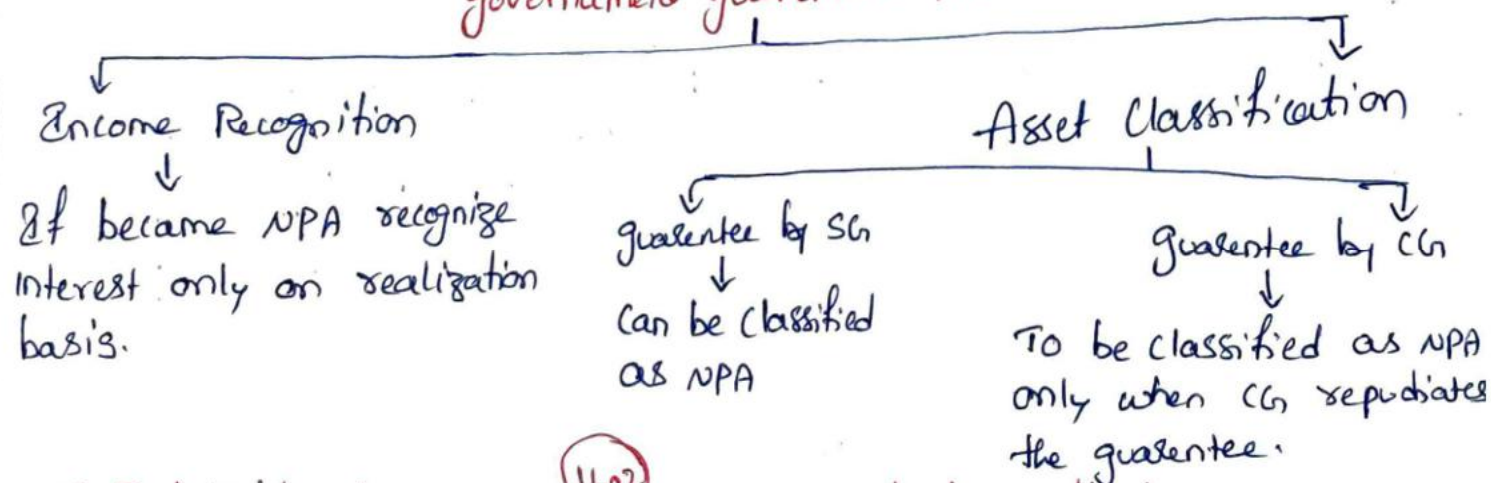 Government
Income Recognition
Asset Classification
If became NPA recognize
interest only on realization
basis.
guarentee by SG
Can be classified
as NPA
guarentee by CG
To be classified as NPA
only when CG repudiates
the guarentee.